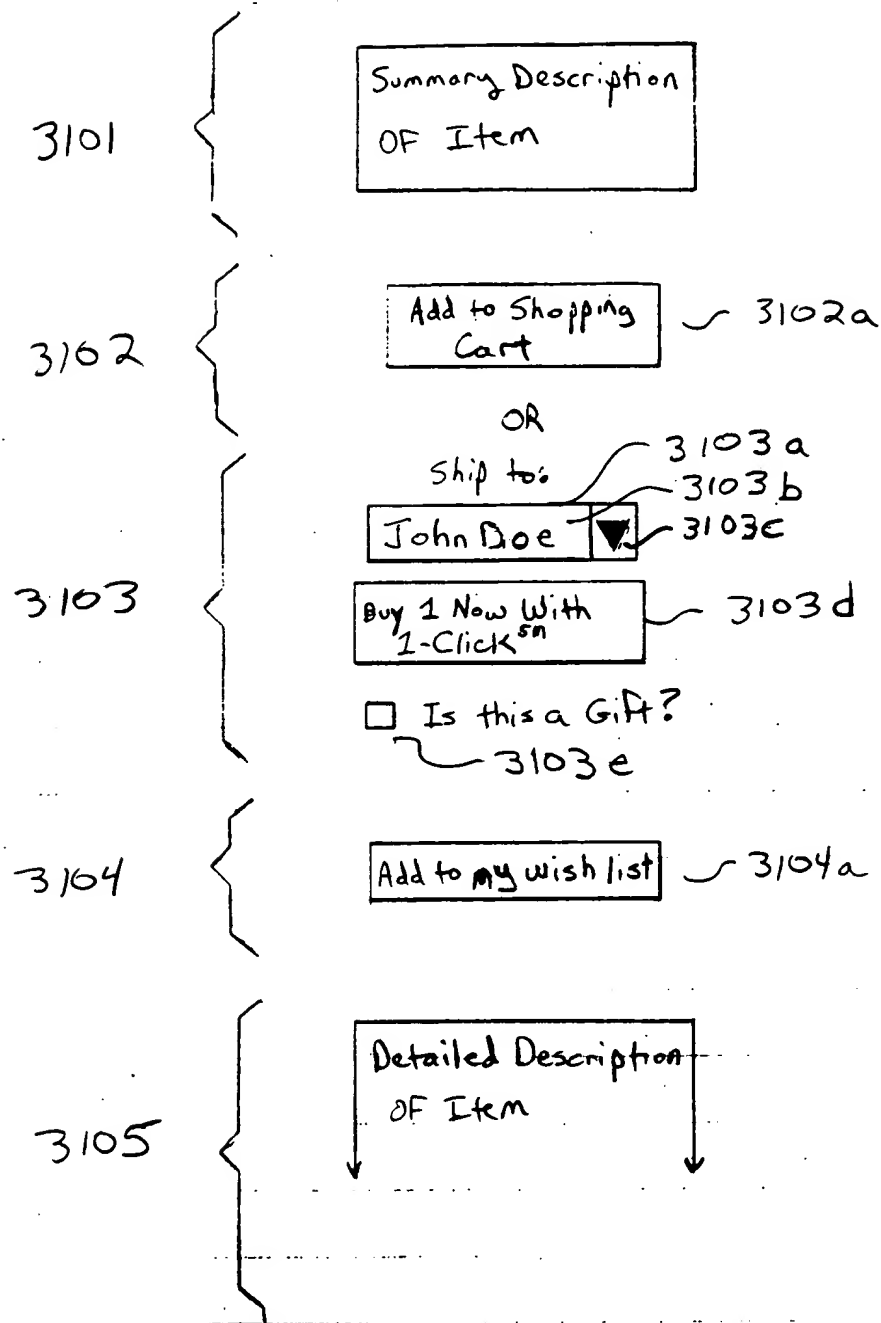 3101
Summary Description
OF Item
3102
Add to Shopping
Cart
3102a
OR
Ship to:
3103a
3103b
John Doe
3103c
3103
Buy 1 Now With
1-Click sm
3103d
Is this a Gift?
3103e
3104
Add to my wish list
3104a
3105
Detailed Description
OF Item